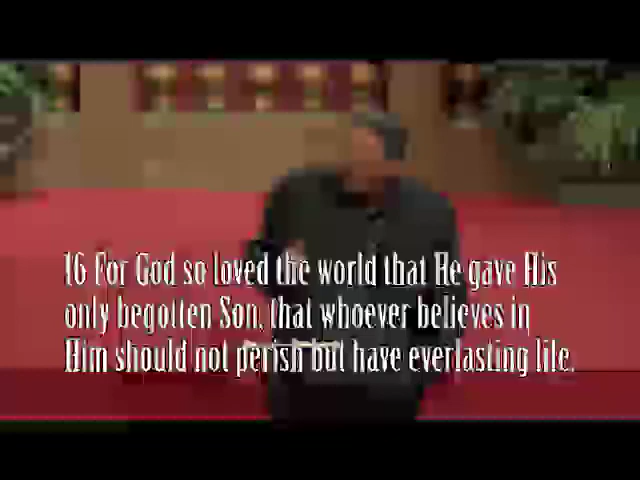 16 For God so loved the world that He gave His
only begotten Son, that whoever believes in
Him should not perish but have everlasting life.